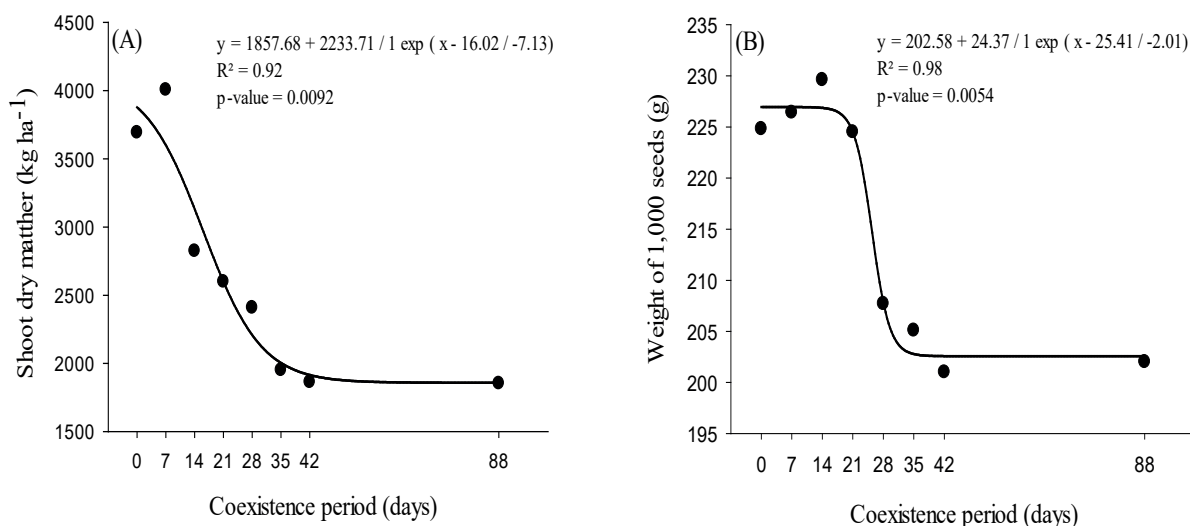 (A)
y = 1857.68 + 2233.71 / 1 exp ( x - 16.02 / -7.13)
R² = 0.92
p-value = 0.0092
4500
4000
3500
3000
2500
2000
1500
Shoot dry matther (kg ha⁻¹)
0 7 14 21 28 35 42 88
Coexistence period (days)
(B)
y = 202.58 + 24.37 / 1 exp ( x - 25.41 / -2.01)
R² = 0.98
p-value = 0.0054
235
230
225
220
215
210
205
200
195
Weight of 1,000 seeds (g)
0 7 14 21 28 35 42 88
Coexistence period (days)